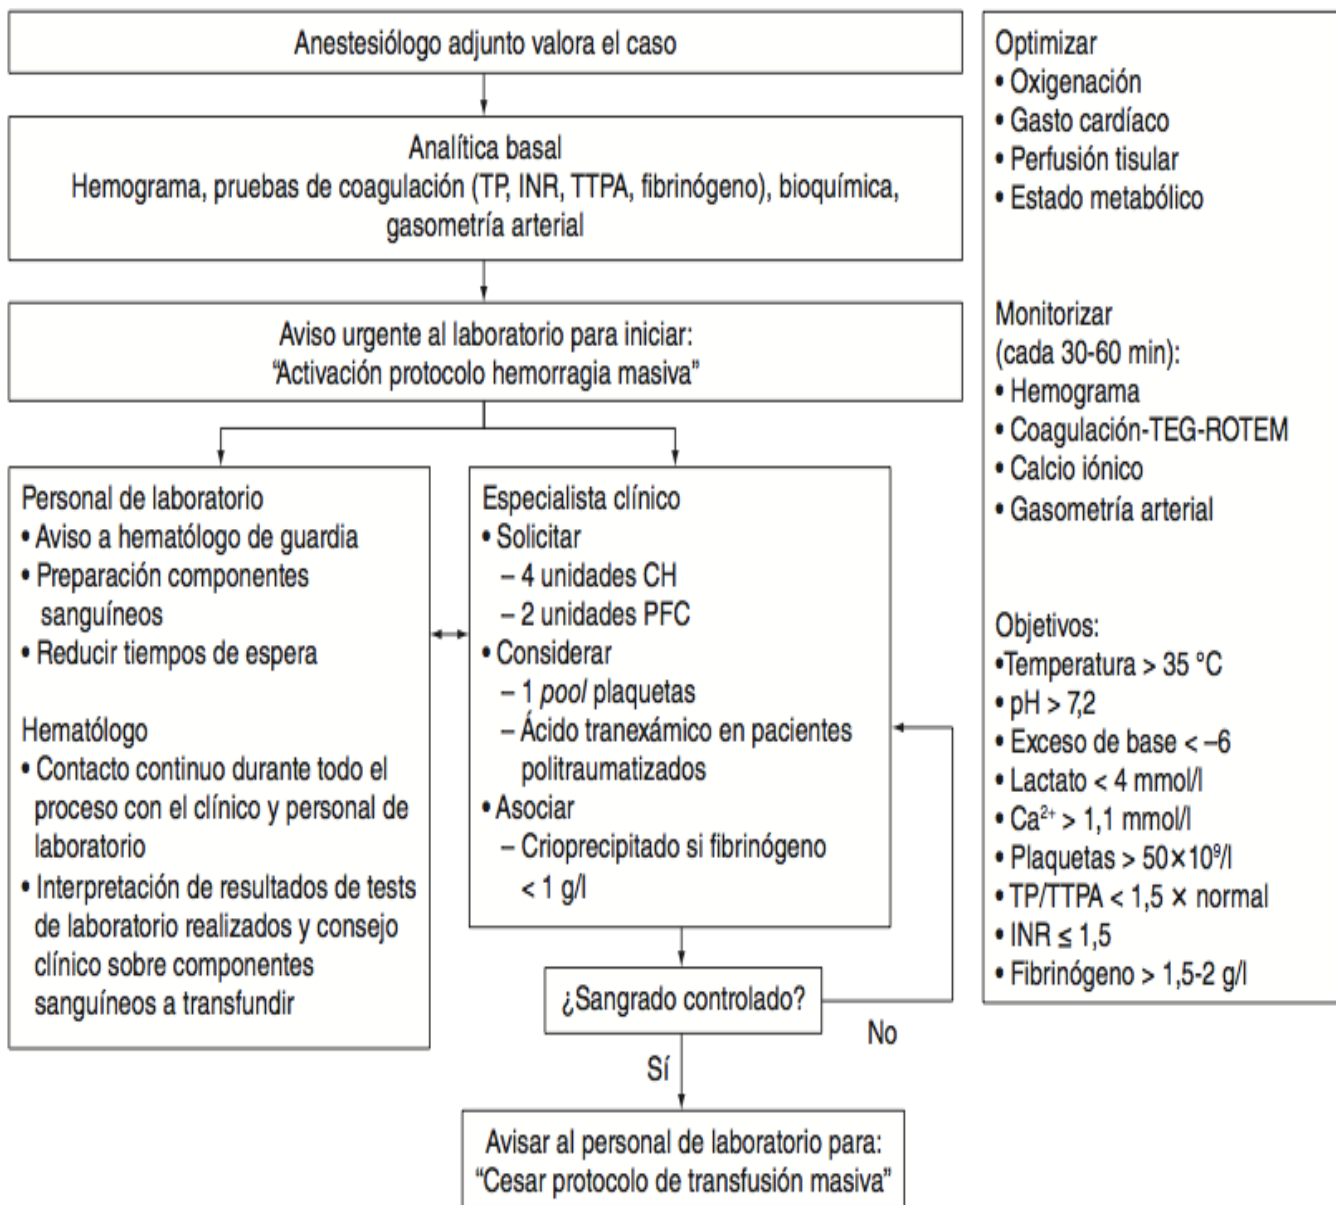 Anestesiólogo adjunto valora el caso
Analítica basal
Hemograma, pruebas de coagulación (TP, INR, TTPA, fibrinógeno), bioquímica,
gasometría arterial
Aviso urgente al laboratorio para iniciar:
“Activación protocolo hemorragia masiva”
Personal de laboratorio
• Aviso a hematólogo de guardia
• Preparación componentes
sanguíneos
• Reducir tiempos de espera
Hematólogo
• Contacto continuo durante todo el
proceso con el clínico y personal de
laboratorio
• Interpretación de resultados de tests
de laboratorio realizados y consejo
clínico sobre componentes
sanguíneos a transfundir
Especialista clínico
• Solicitar
– 4 unidades CH
– 2 unidades PFC
• Considerar
– 1 pool plaquetas
– Ácido tranexámico en pacientes
politraumatizados
• Asociar
– Crioprecipitado si fibrinógeno
< 1 g/l
¿Sangrado controlado?
No
Sí
Avisar al personal de laboratorio para:
“Cesar protocolo de transfusión masiva”
Optimizar
• Oxigenación
• Gasto cardíaco
• Perfusión tisular
• Estado metabólico
Monitorizar
(cada 30-60 min):
• Hemograma
• Coagulación-TEG-ROTEM
• Calcio iónico
• Gasometría arterial
Objetivos:
•Temperatura > 35 °C
• pH > 7,2
• Exceso de base < –6
• Lactato < 4 mmol/l
• Ca²⁺ > 1,1 mmol/l
• Plaquetas > 50×10⁹/l
• TP/TTPA < 1,5 × normal
• INR ≤ 1,5
• Fibrinógeno > 1,5-2 g/l